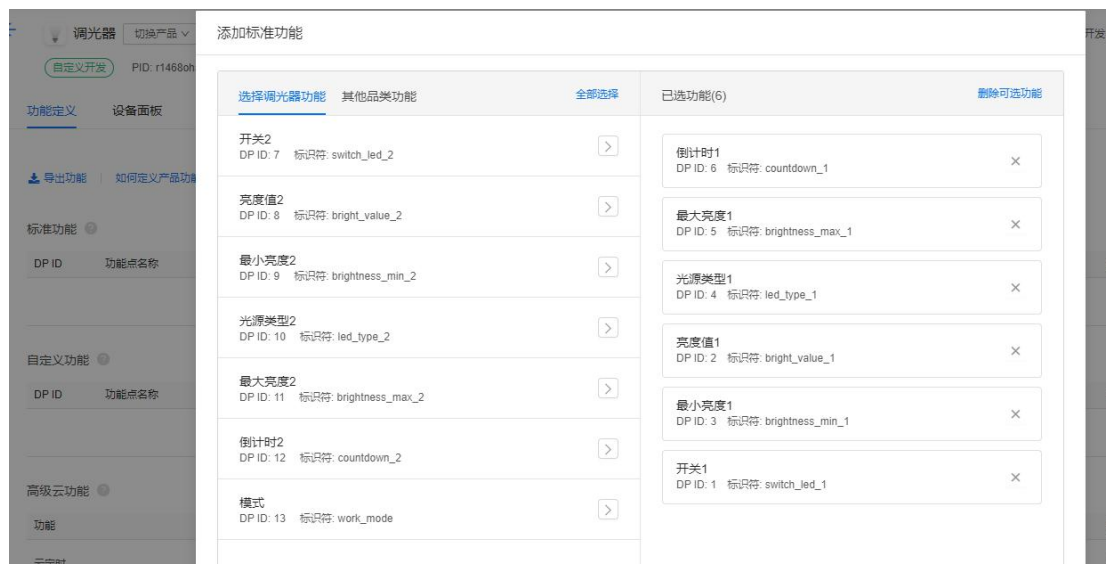 调光器 切换产品
自定义开发 PID: r1468oh
功能定义 设备面板
导出功能 如何定义产品功能
标准功能
DP ID 功能点名称
自定义功能
DP ID 功能点名称
高级云功能
功能
云定时
开发
添加标准功能
选择调光器功能 其他品类功能 全部选择
开关2
DP ID: 7 标识符: switch_led_2
亮度值2
DP ID: 8 标识符: bright_value_2
最小亮度2
DP ID: 9 标识符: brightness_min_2
光源类型2
DP ID: 10 标识符: led_type_2
最大亮度2
DP ID: 11 标识符: brightness_max_2
倒计时2
DP ID: 12 标识符: countdown_2
模式
DP ID: 13 标识符: work_mode
已选功能(6) 删除可选功能
倒计时1
DP ID: 6 标识符: countdown_1
最大亮度1
DP ID: 5 标识符: brightness_max_1
光源类型1
DP ID: 4 标识符: led_type_1
亮度值1
DP ID: 2 标识符: bright_value_1
最小亮度1
DP ID: 3 标识符: brightness_min_1
开关1
DP ID: 1 标识符: switch_led_1